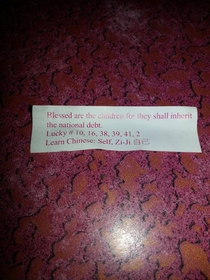 Blessed are the children for they shall inherit
the national debt.
Lucky # 10, 16, 38, 39, 41, 2
Learn Chinese: Self, Zi-Ji 自己